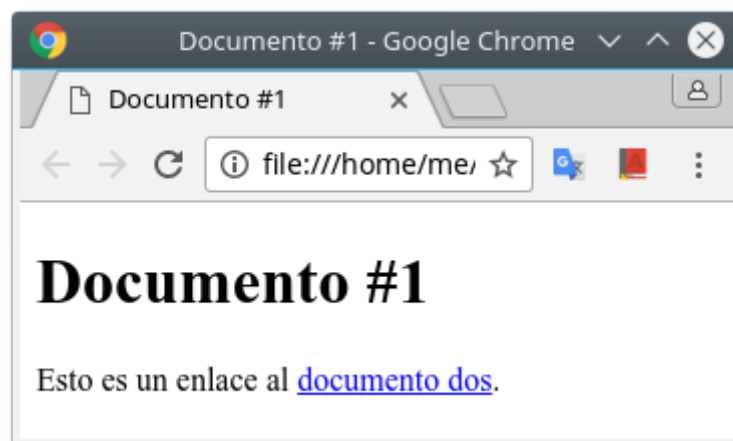 Documento #1 - Google Chrome
Documento #1
file:///home/me/
Documento #1
Esto es un enlace al documento dos.